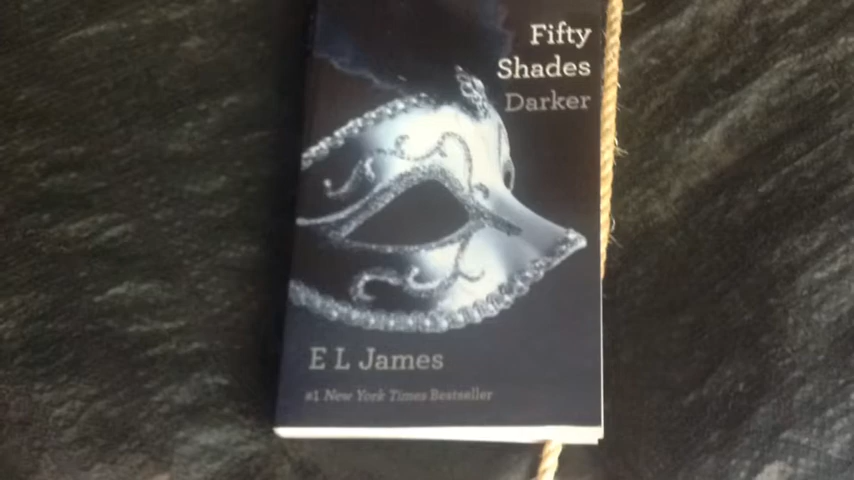 Fifty
Shades
Darker
E L James
#1 New York Times Bestseller